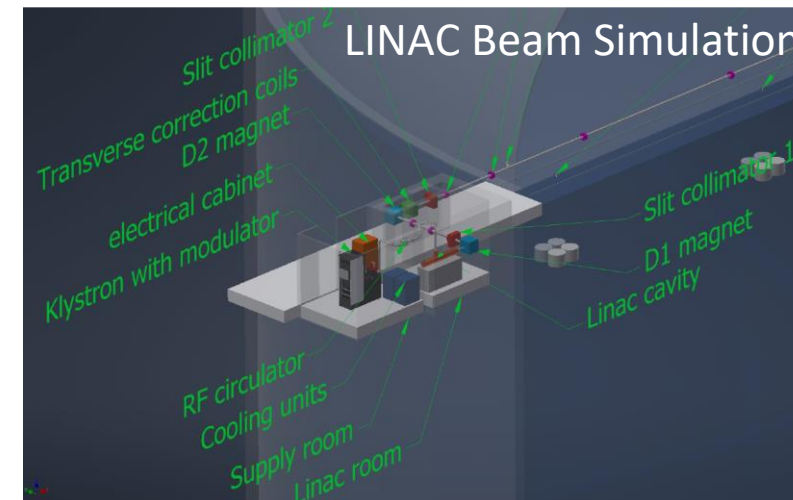 LINAC Beam Simulation
Slit collimator 2
Transverse correction coils
D2 magnet
electrical cabinet
Klystron with modulator
Slit collimator 1
D1 magnet
Linac cavity
RF circulator
Cooling units
Supply room
Linac room